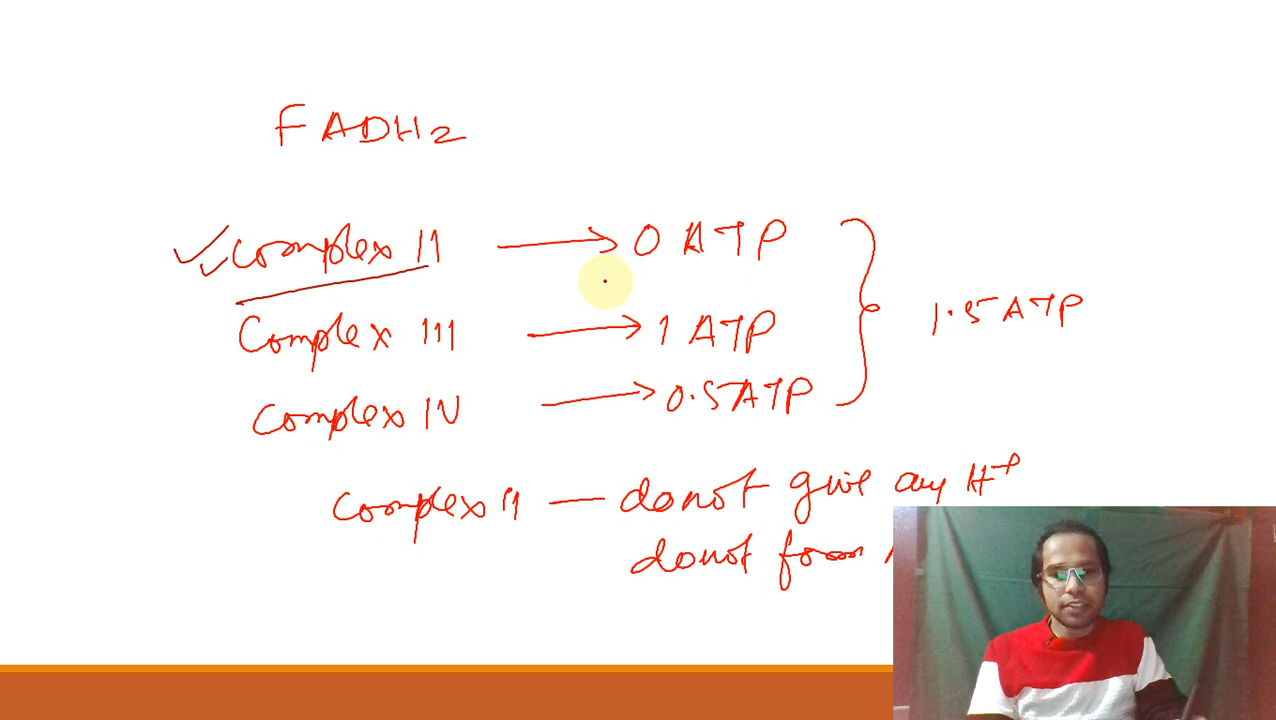 FADH2
Complex II → 0 ATP
Complex III → 1 ATP
Complex IV → 0.5 ATP
1.5 ATP
Complex II — donot give any H+
donot form